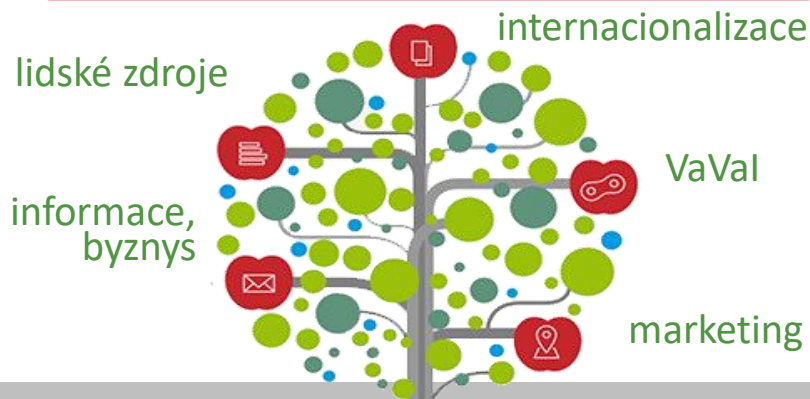 internacionalizace
lidské zdroje
VaVaI
informace,
byznys
marketing